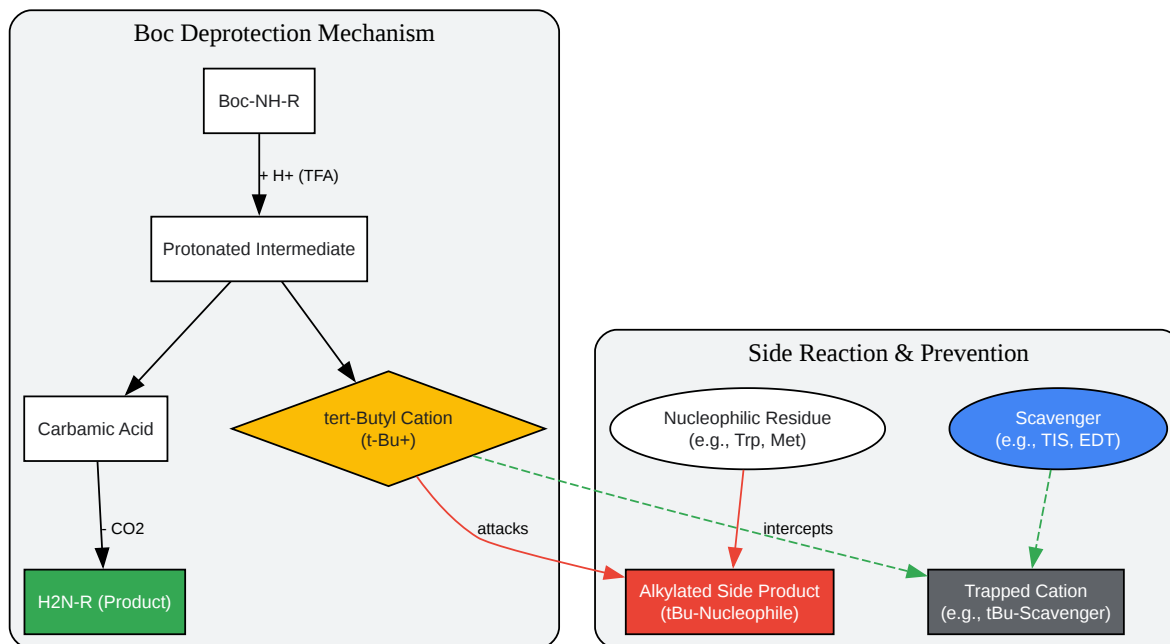 Boc Deprotection Mechanism
Boc-NH-R
+ H+ (TFA)
Protonated Intermediate
Carbamic Acid
tert-Butyl Cation
(t-Bu+)
- CO2
H2N-R (Product)
Side Reaction & Prevention
Nucleophilic Residue
(e.g., Trp, Met)
Scavenger
(e.g., TIS, EDT)
attacks
intercepts
Alkylated Side Product
(tBu-Nucleophile)
Trapped Cation
(e.g., tBu-Scavenger)